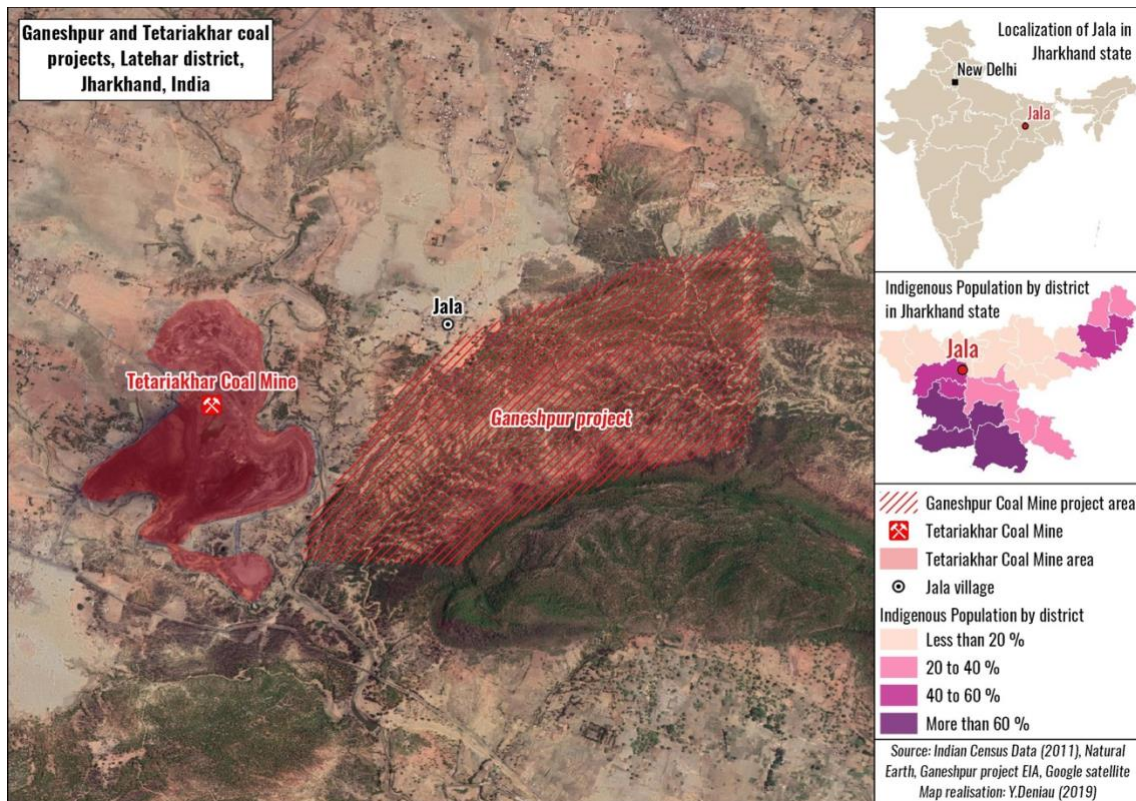 Ganeshpur and Tetariakhar coal
projects, Latehar district,
Jharkhand, India
Jala
Tetariakhar Coal Mine
Ganeshpur project
Localization of Jala in
Jharkhand state
New Delhi
Jala
Indigenous Population by district
in Jharkhand state
Jala
Ganeshpur Coal Mine project area
Tetariakhar Coal Mine
Tetariakhar Coal Mine area
Jala village
Indigenous Population by district
Less than 20 %
20 to 40 %
40 to 60 %
More than 60 %
Source: Indian Census Data (2011), Natural
Earth, Ganeshpur project EIA, Google satellite
Map realisation: Y.Deniau (2019)